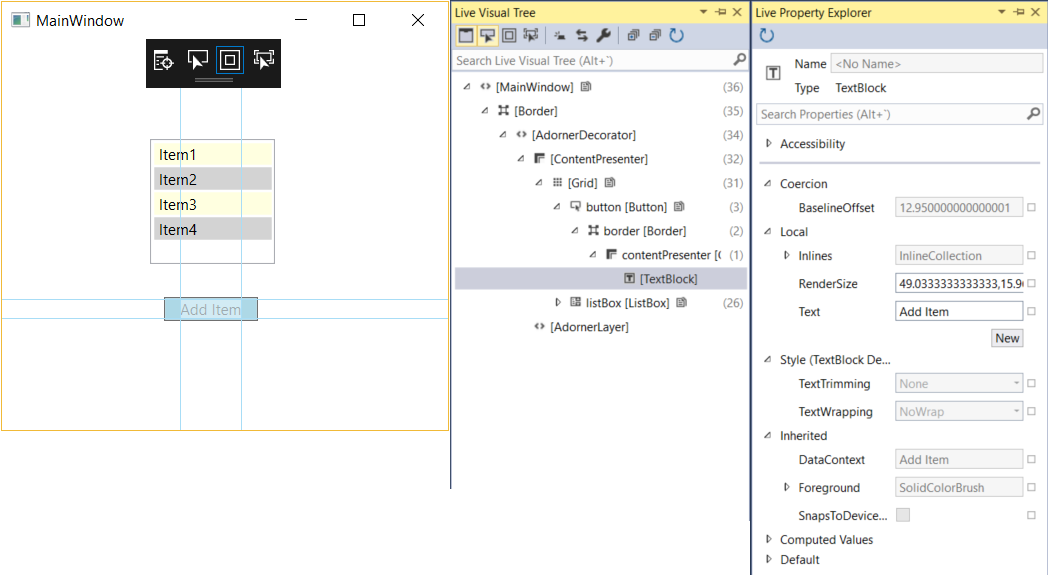 MainWindow
Item1
Item2
Item3
Item4
Add Item
Live Visual Tree
Search Live Visual Tree (Alt+`)
[MainWindow] (36)
[Border] (35)
[AdornerDecorator] (34)
[ContentPresenter] (32)
[Grid] (31)
button [Button] (3)
border [Border] (2)
contentPresenter [C (1)
[TextBlock]
listBox [ListBox] (26)
[AdornerLayer]
Live Property Explorer
Name <No Name>
Type TextBlock
Search Properties (Alt+`)
Accessibility
Coercion
BaselineOffset 12.950000000000001
Local
Inlines InlineCollection
RenderSize 49.0333333333333,15.96
Text Add Item
New
Style (TextBlock De...
TextTrimming None
TextWrapping NoWrap
Inherited
DataContext Add Item
Foreground SolidColorBrush
SnapsToDevice...
Computed Values
Default